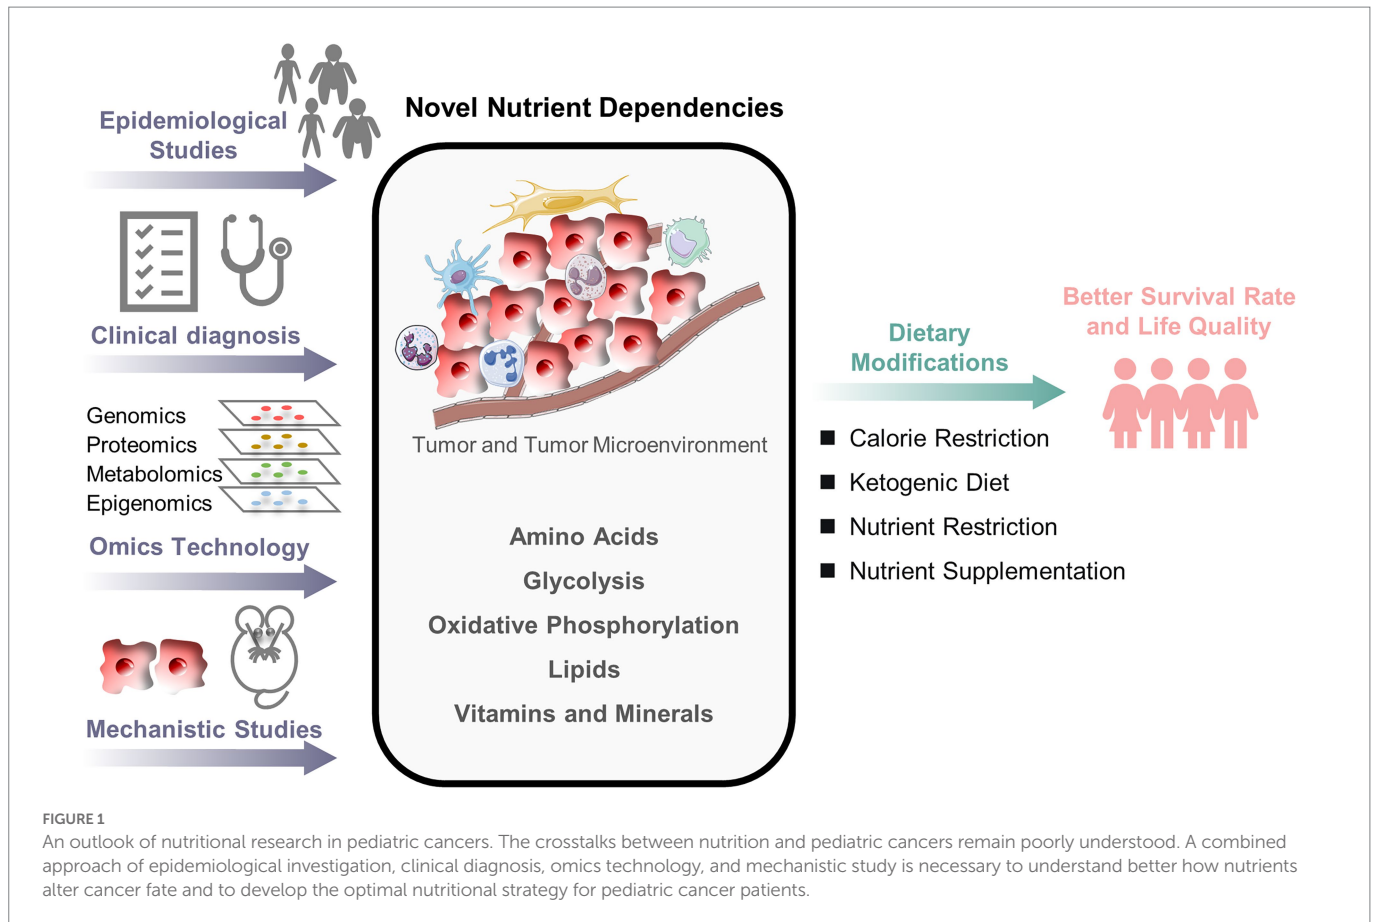 Epidemiological
Studies
Clinical diagnosis
Genomics
Proteomics
Metabolomics
Epigenomics
Omics Technology
Mechanistic Studies
Novel Nutrient Dependencies
Tumor and Tumor Microenvironment
Amino Acids
Glycolysis
Oxidative Phosphorylation
Lipids
Vitamins and Minerals
Dietary
Modifications
■ Calorie Restriction
■ Ketogenic Diet
■ Nutrient Restriction
■ Nutrient Supplementation
Better Survival Rate
and Life Quality
FIGURE 1
An outlook of nutritional research in pediatric cancers. The crosstalks between nutrition and pediatric cancers remain poorly understood. A combined
approach of epidemiological investigation, clinical diagnosis, omics technology, and mechanistic study is necessary to understand better how nutrients
alter cancer fate and to develop the optimal nutritional strategy for pediatric cancer patients.